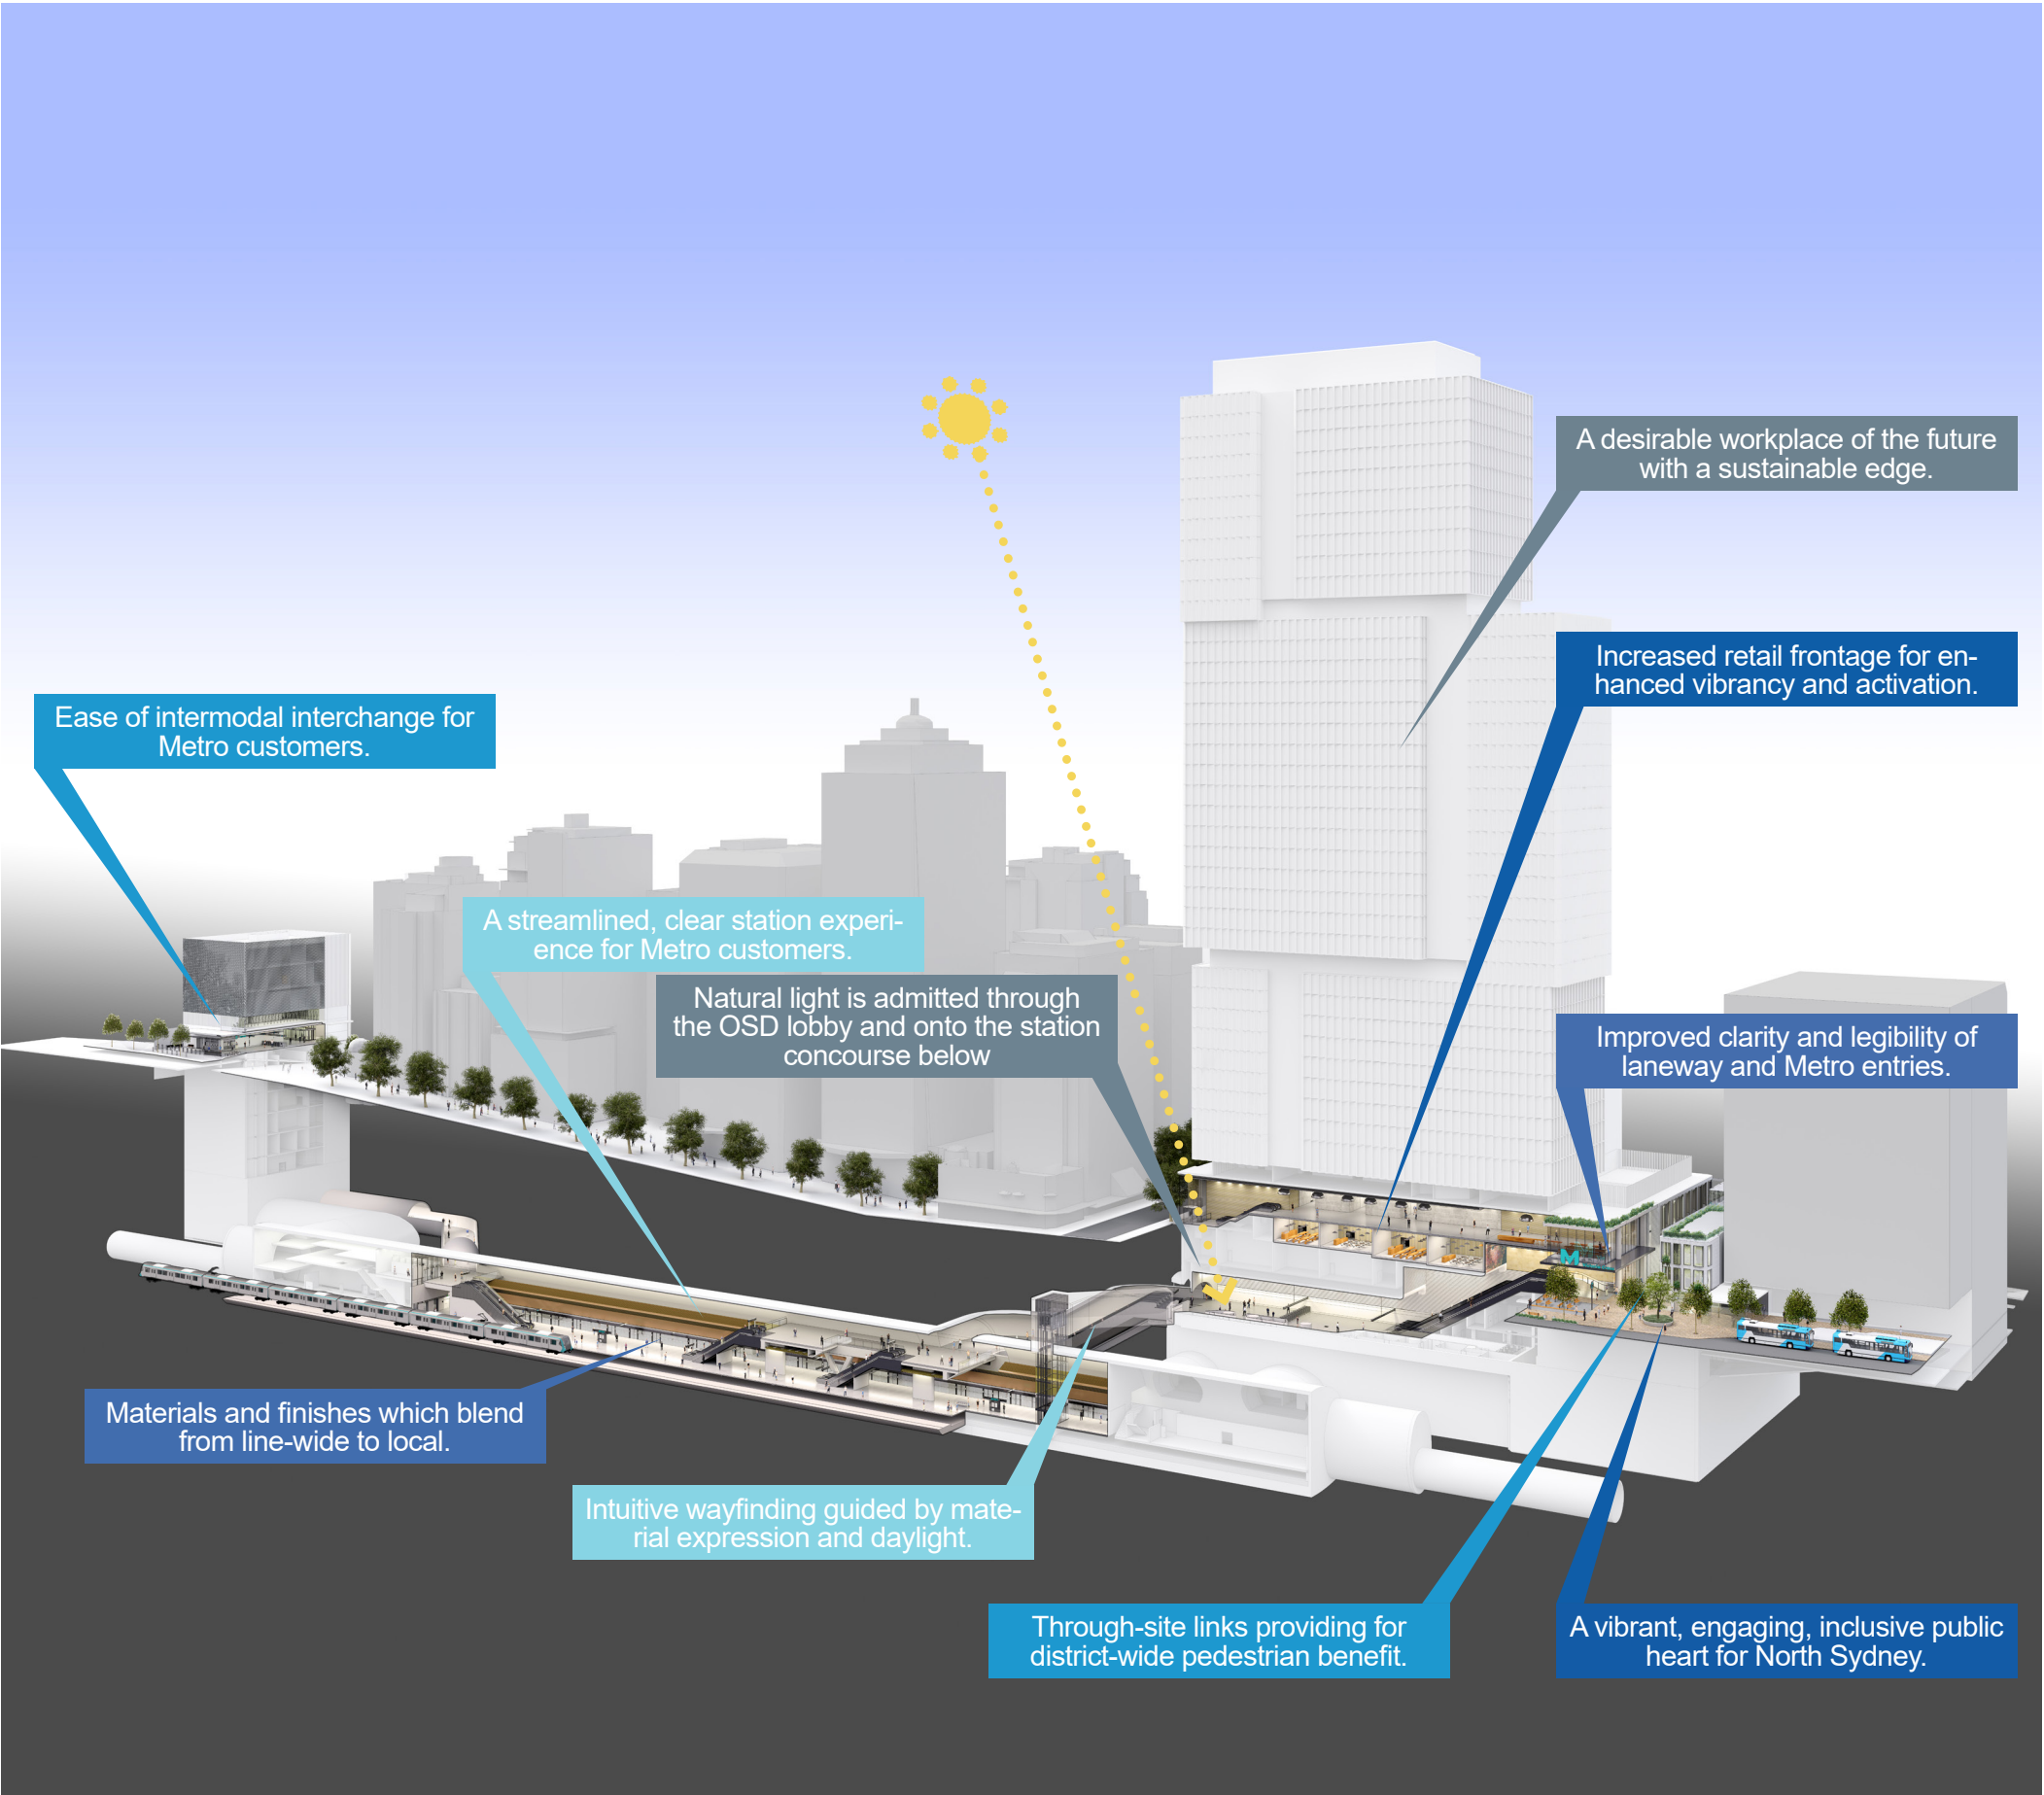 A desirable workplace of the future
with a sustainable edge.
Increased retail frontage for en-
hanced vibrancy and activation.
Ease of intermodal interchange for
Metro customers.
A streamlined, clear station experi-
ence for Metro customers.
Natural light is admitted through
the OSD lobby and onto the station
concourse below
Improved clarity and legibility of
laneway and Metro entries.
M
Materials and finishes which blend
from line-wide to local.
Intuitive wayfinding guided by mate-
rial expression and daylight.
Through-site links providing for
district-wide pedestrian benefit.
A vibrant, engaging, inclusive public
heart for North Sydney.